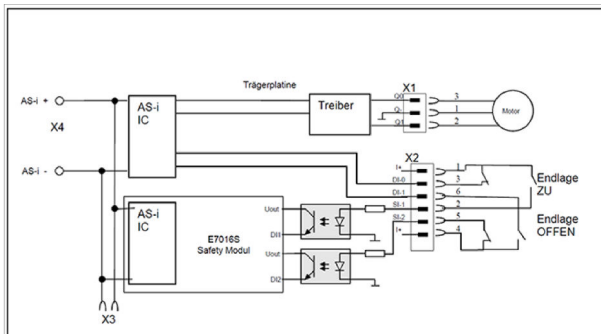 Trägerplatine
AS-i +
X4
AS-i -
AS-i
IC
Treiber
Q0
Q-
Q1
X1
3
1
2
Motor
X2
I+
DI-0
DI-1
SI-1
SI-2
I+
1
3
6
2
5
4
Endlage
ZU
Endlage
OFFEN
AS-i
IC
E7016S
Safety Modul
Uout
DI1
Uout
DI2
X3